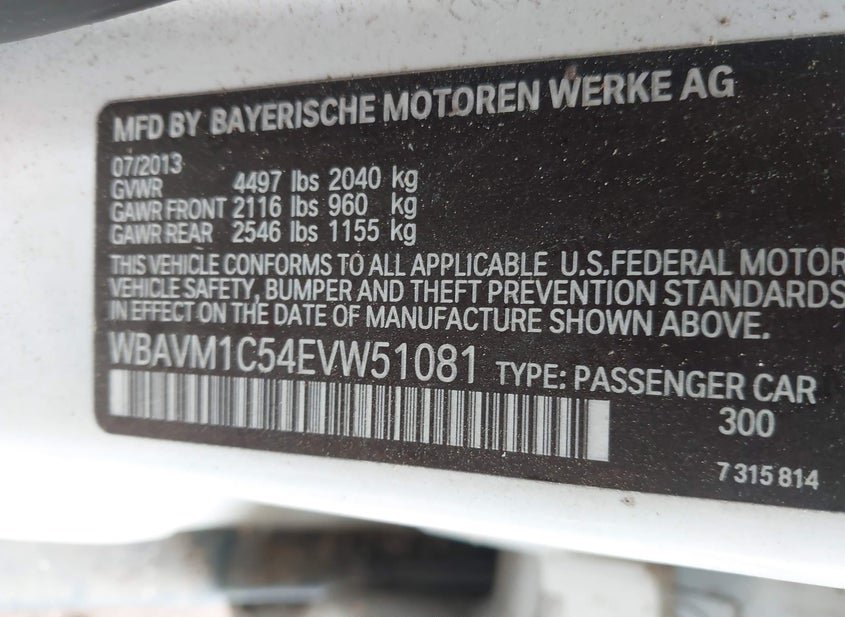 MFD BY BAYERISCHE MOTOREN WERKE AG
07/2013
GVWR 4497 lbs 2040 kg
GAWR FRONT 2116 lbs 960 kg
GAWR REAR 2546 lbs 1155 kg
THIS VEHICLE CONFORMS TO ALL APPLICABLE U.S.FEDERAL MOTOR
VEHICLE SAFETY, BUMPER AND THEFT PREVENTION STANDARDS
IN EFFECT ON THE DATE OF MANUFACTURE SHOWN ABOVE.
WBAVM1C54EVW51081 TYPE: PASSENGER CAR
300
7 315 814